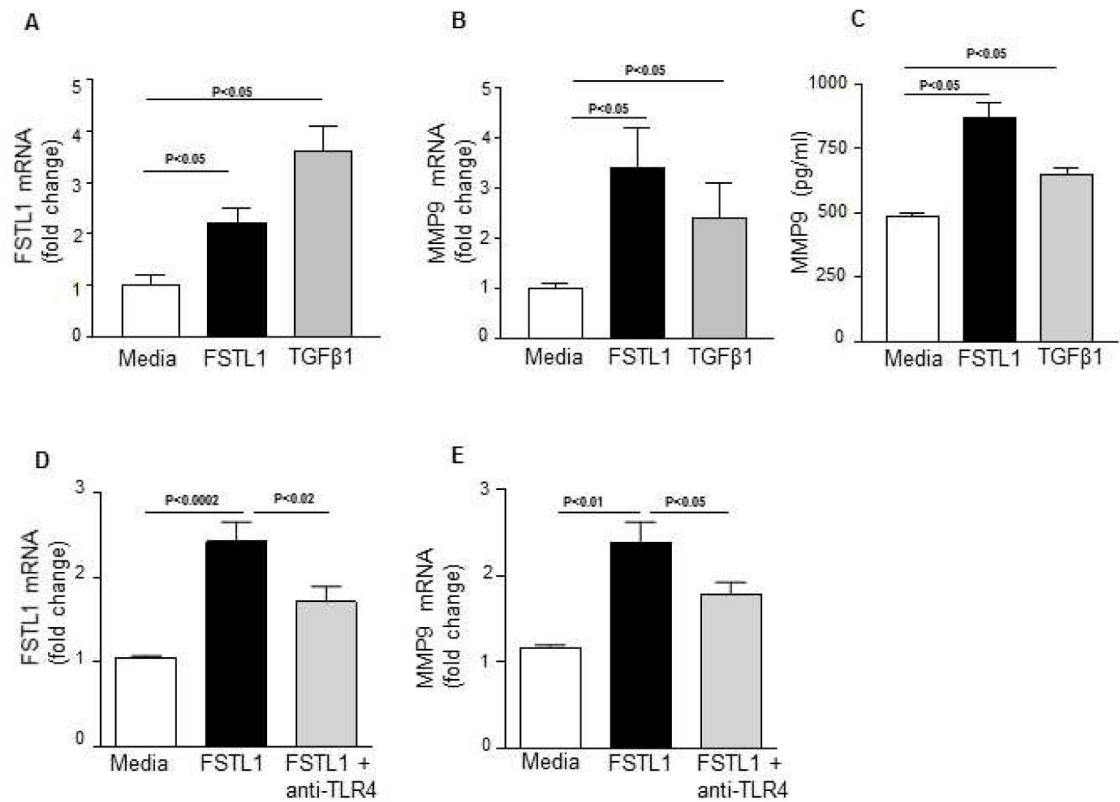 A
FSTL1 mRNA
(fold change)
5
4
3
2
1
0
P<0.05
P<0.05
Media FSTL1 TGFβ1
B
MMP9 mRNA
(fold change)
5
4
3
2
1
0
P<0.05
P<0.05
Media FSTL1 TGFβ1
C
MMP9 (pg/ml)
1000
750
500
250
0
P<0.05
P<0.05
Media FSTL1 TGFβ1
D
FSTL1 mRNA
(fold change)
3
2
1
0
P<0.0002 P<0.02
Media FSTL1 FSTL1 +
anti-TLR4
E
MMP9 mRNA
(fold change)
3
2
1
0
P<0.01 P<0.05
Media FSTL1 FSTL1 +
anti-TLR4